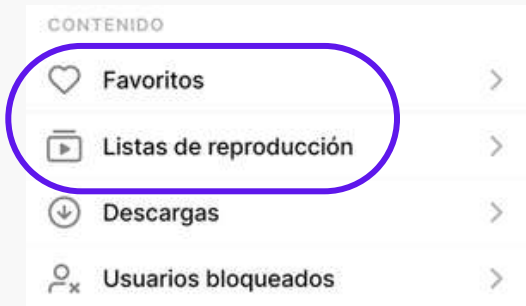 CONTENIDO
Favoritos
Listas de reproducción
Descargas
Usuarios bloqueados